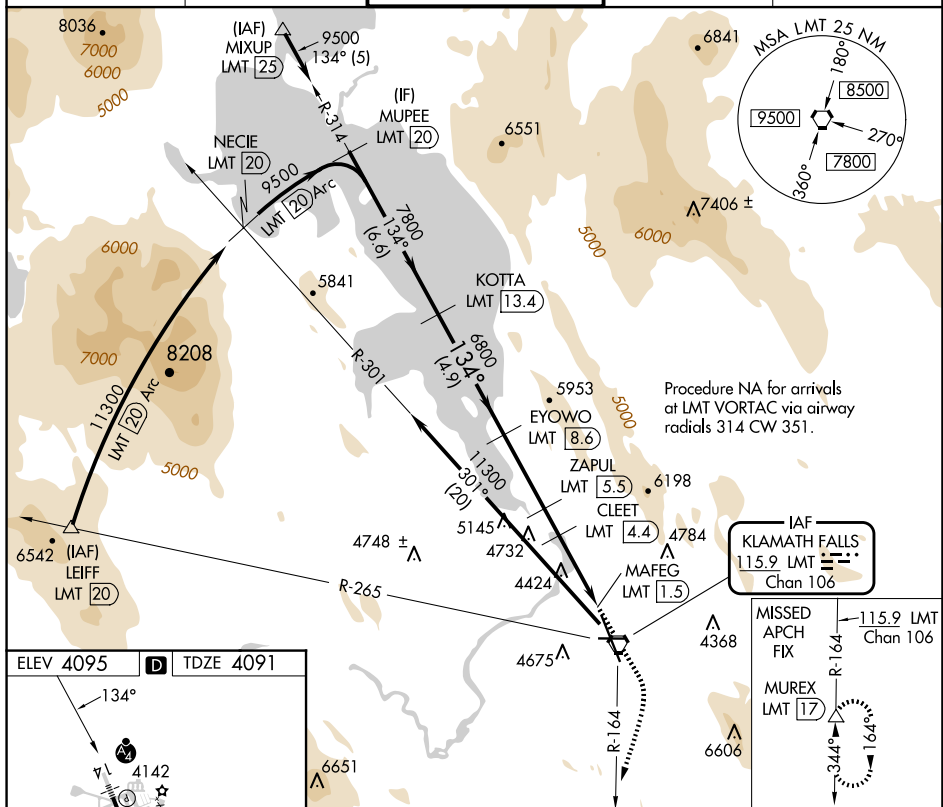 8036
7000
6000
5000
(IAF)
MIXUP
LMT 25
9500
134° (5)
R-314
(IF)
MUPEE
LMT 20
6841
6551
MSA LMT 25 NM
180°
8500
9500
270°
7800
360°
NECIE
LMT 20
9500
LMT 20 Arc
7800
134°
(6.6)
7406 ±
5000
6000
6000
5841
KOTTA
LMT 13.4
7000
8208
11300
LMT 20 Arc
5000
R-301
6800
134°
(4.9)
5953
5000
Procedure NA for arrivals
at LMT VORTAC via airway
radials 314 CW 351.
EYOWO
LMT 8.6
11300
301°
(20)
ZAPUL
LMT 5.5
6198
CLEET
LMT 4.4
5145
4732
4784
4748 ±
6542
(IAF)
LEIFF
LMT 20
R-265
4424
MAFEG
LMT 1.5
IAF
KLAMATH FALLS
115.9 LMT
Chan 106
4675
4368
R-164
6606
6651
MISSED
APCH
FIX
115.9 LMT
Chan 106
R-164
MUREX
LMT 17
344°
164°
ELEV 4095
D
TDZE 4091
134°
A4
14
4142
P